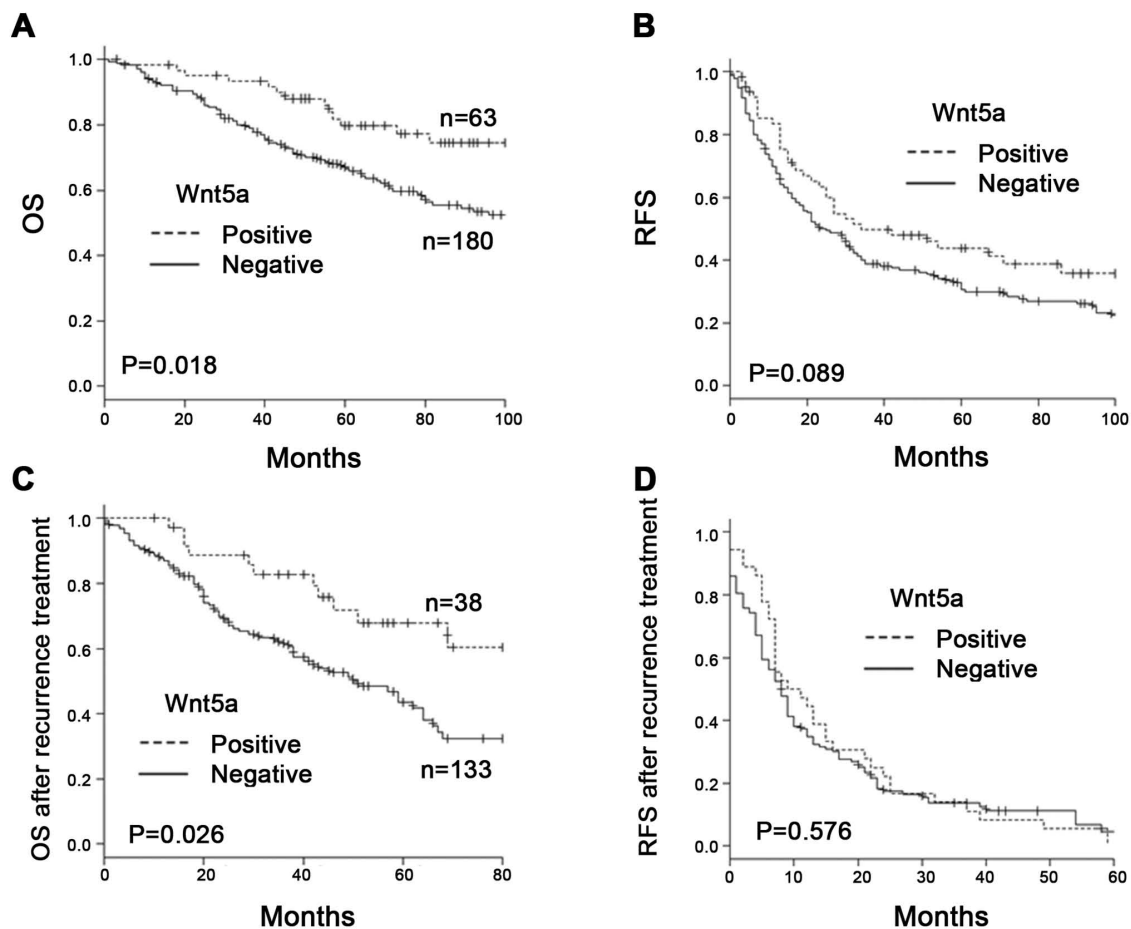 A
OS
1.0
0.8
0.6
0.4
0.2
0.0
n=63
Wnt5a
Positive
Negative
n=180
P=0.018
0 20 40 60 80 100
Months
B
RFS
1.0
0.8
0.6
0.4
0.2
0.0
Wnt5a
Positive
Negative
P=0.089
0 20 40 60 80 100
Months
C
OS after recurrence treatment
1.0
0.8
0.6
0.4
0.2
0.0
n=38
Wnt5a
Positive
Negative
n=133
P=0.026
0 20 40 60 80
Months
D
RFS after recurrence treatment
1.0
0.8
0.6
0.4
0.2
0.0
Wnt5a
Positive
Negative
P=0.576
0 10 20 30 40 50 60
Months